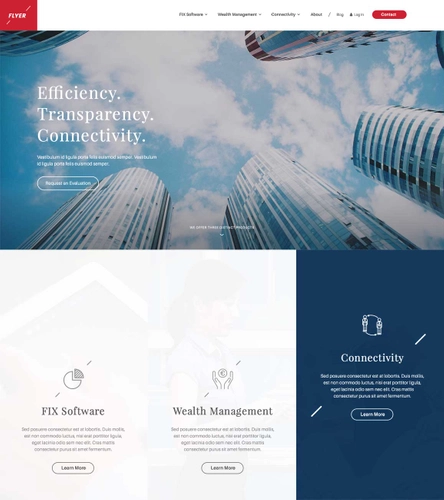 FLYER
FIX Software
Wealth Management
Connectivity
About
/
Blog
Log In
Contact
Efficiency.
Transparency.
Connectivity.
Vestibulum id ligula porta felis euismod semper. Vestibulum
id ligula porta felis euismod semper.
Request an Evaluation
WE OFFER THREE DISTINCT PRODUCTS
FIX Software
Duis posuere consectetur est at lobortis. Duis mollis,
est non commodo luctus, nisi erat porttitor ligula,
eget lacinia odio sem nec elit. Cras mattis
consectetur purus sit amet fermentum.
Learn More
Wealth Management
Duis posuere consectetur est at lobortis. Duis mollis,
est non commodo luctus, nisi erat porttitor ligula,
eget lacinia odio sem nec elit. Cras mattis
consectetur purus sit amet fermentum.
Learn More
Connectivity
Sed posuere consectetur est at lobortis. Duis mollis,
est non commodo luctus, nisi erat porttitor ligula,
eget lacinia odio sem nec elit. Cras mattis
consectetur purus sit amet fermentum.
Learn More